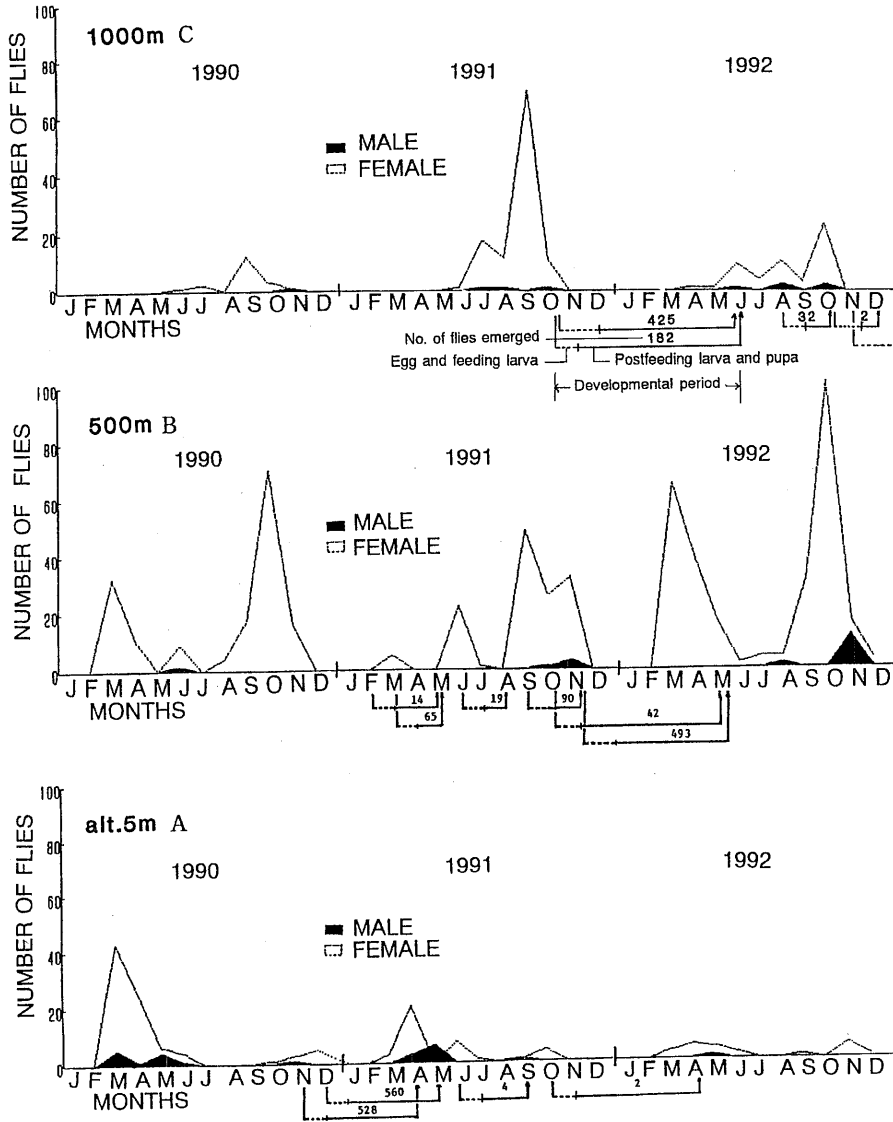 1000m C
1990
1991
1992
NUMBER OF FLIES
100
80
60
40
20
0
MALE
FEMALE
J F M A M J J A S O N D J F M A M J J A S O N D J F M A M J J A S O N D
MONTHS
425
32
12
No. of flies emerged
182
Egg and feeding larva
Postfeeding larva and pupa
Developmental period
500m B
1990
1991
1992
NUMBER OF FLIES
100
80
60
40
20
0
MALE
FEMALE
J F M A M J J A S O N D J F M A M J J A S O N D J F M A M J J A S O N D
MONTHS
14
19
90
42
65
493
alt.5m A
1990
1991
1992
NUMBER OF FLIES
100
80
60
40
20
0
MALE
FEMALE
J F M A M J J A S O N D J F M A M J J A S O N D J F M A M J J A S O N D
MONTHS
560
4
2
528